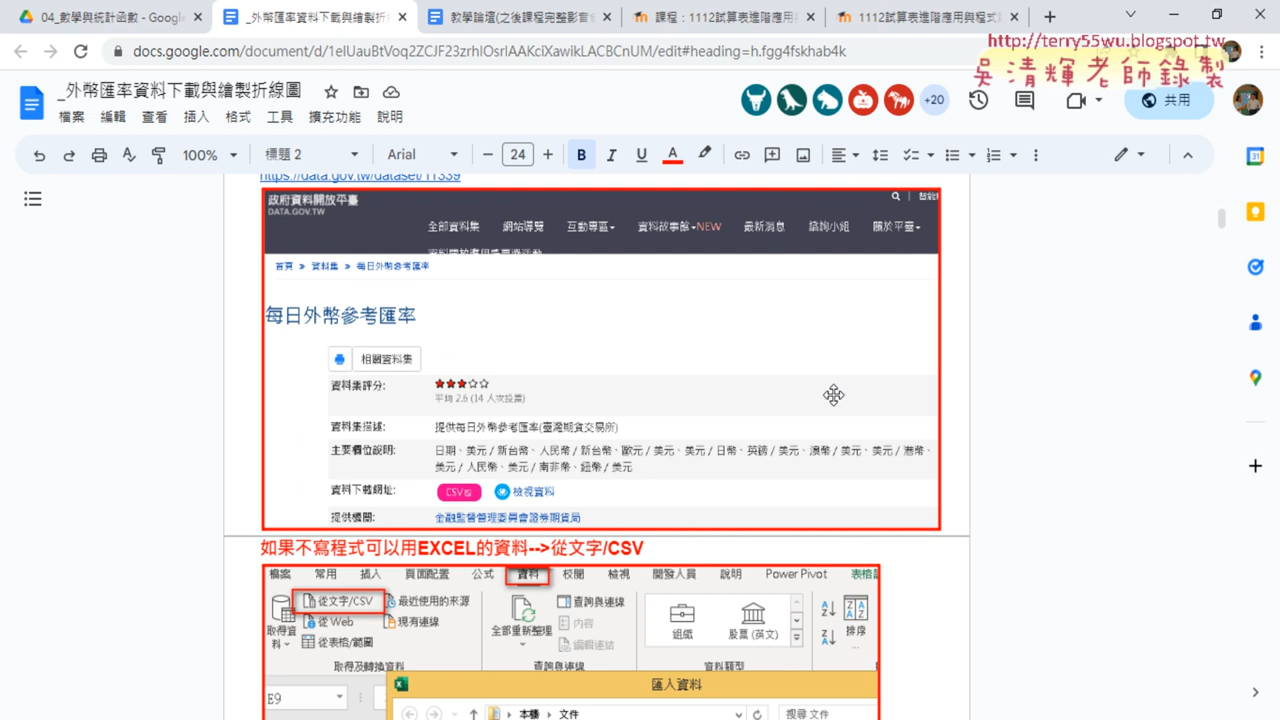 04_數學與統計函數 - Google
_外幣匯率資料下載與繪製折
教學論壇(之後課程完整影音
課程：1112試算表進階應用
1112試算表進階應用與程式
docs.google.com/document/d/1elUauBtVoq2ZCJF23zrhlOsrlAAKciXawikLACBCnUM/edit#heading=h.fgg4fskhab4k
http://terry55wu.blogspot.tw
吳清輝老師錄製
_外幣匯率資料下載與繪製折線圖
檔案 編輯 查看 插入 格式 工具 擴充功能 說明
+20
共用
100% 標題 2 Arial 24 B I U A
https://data.gov.tw/dataset/11339
政府資料開放平臺
DATA.GOV.TW
全部資料集 網站導覽 互動專區 資料故事館 NEW 最新消息 諮詢小組 關於平臺
首頁 » 資料集 » 每日外幣參考匯率
每日外幣參考匯率
相關資料集
資料集評分:
平均 2.6 (14 人次投票)
資料集描述: 提供每日外幣參考匯率(臺灣期貨交易所)
主要欄位說明: 日期、美元／新台幣、人民幣／新台幣、歐元／美元、美元／日幣、英鎊／美元、澳幣／美元、美元／港幣、
美元／人民幣、美元／南非幣、紐幣／美元
資料下載網址: CSV 檢視資料
提供機關: 金融監督管理委員會證券期貨局
如果不寫程式可以用EXCEL的資料-->從文字/CSV
檔案 常用 插入 頁面配置 公式 資料 校閱 檢視 開發人員 說明 Power Pivot 表格
從文字/CSV
最近使用的來源
從 Web
現有連線
從表格/範圍
取得資料
全部重新整理
查詢與連線
內容
編輯連結
組織
股票 (英文)
排序
取得及轉換資料 查詢與連線 資料類型
E9
匯入資料
本機 文件
搜尋 文件